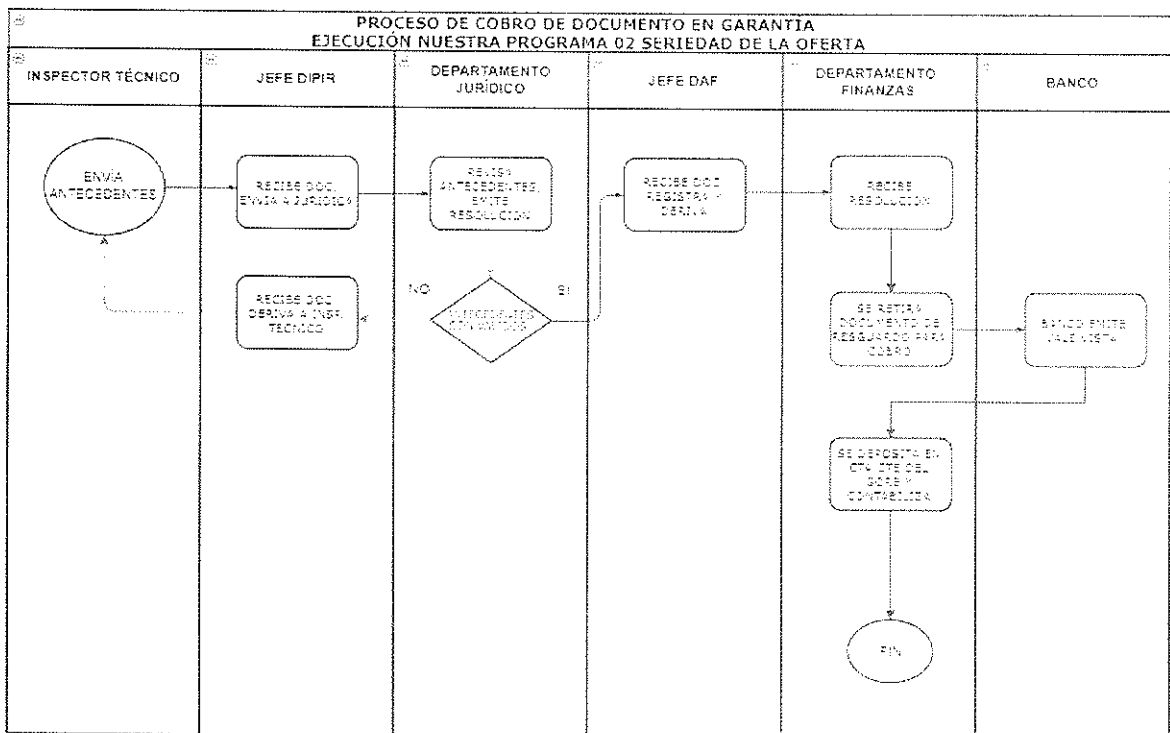 PROCESO DE COBRO DE DOCUMENTO EN GARANTIA
EJECUCIÓN NUESTRA PROGRAMA 02 SERIEDAD DE LA OFERTA
INSPECTOR TÉCNICO
JEFE DIPIR
DEPARTAMENTO
JURÍDICO
JEFE DAF
DEPARTAMENTO
FINANZAS
BANCO
ENVÍA
ANTECEDENTES
RECIBE DOC.
ENVIA A JURIDICA
REVISA
ANTECEDENTES,
EMITE
RESOLUCION
RECIBE DOC
REGISTRA Y
DERIVA
RECIBE
RESOLUCION
RECIBE DOC
DERIVA A INSP.
TECNICO
NO
ANTECEDENTES
SI
SE RETIRA
DOCUMENTO DE
RESGUARDO PARA
COBRO
BANCO EMITE
VALE VISTA
SE DEPOSITA EN
CTA CTE DEL
GORE Y
CONTABILIZA
FIN